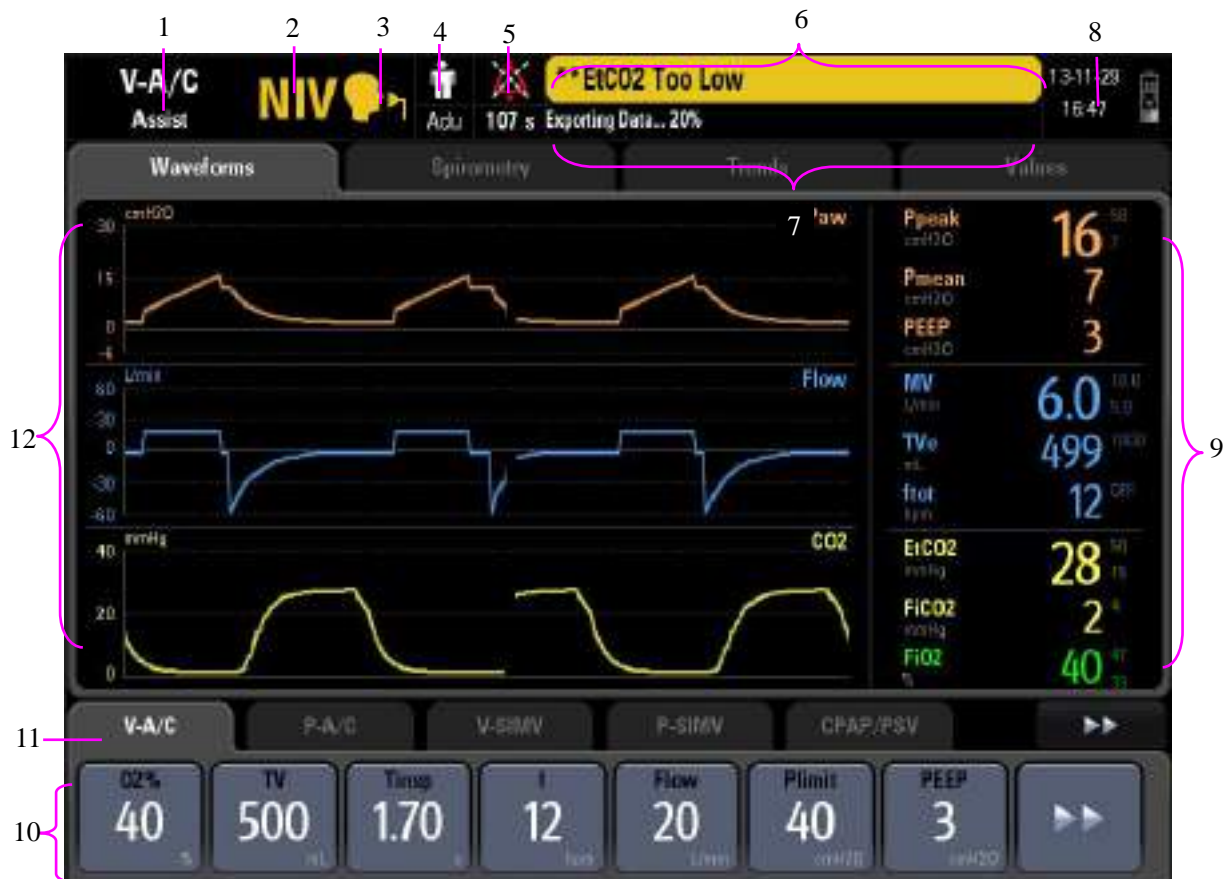 1 2 3 4 5 6 8
V-A/C
Assist
NIV
Adu
107 s
EtCO2 Too Low
Exporting Data... 20%
13-11-29
16:47
7
Waveforms Spirometry Trends Values
cmH2O
30
15
0
Paw
L/min
60
30
0
-30
-60
Flow
mmHg
40
20
0
CO2
Ppeak 16
cmH2O
Pmean 7
cmH2O
PEEP 3
cmH2O
MV 6.0
L/min
TVe 499
mL
ftot 12
bpm
EtCO2 28
mmHg
FiCO2 2
mmHg
FiO2 40
%
12
9
11
V-A/C P-A/C V-SIMV P-SIMV CPAP/PSV
10
O2% TV Tinsp f Flow Plimit PEEP
40 500 1.70 12 20 40 3
% mL s bpm L/min cmH2O cmH2O